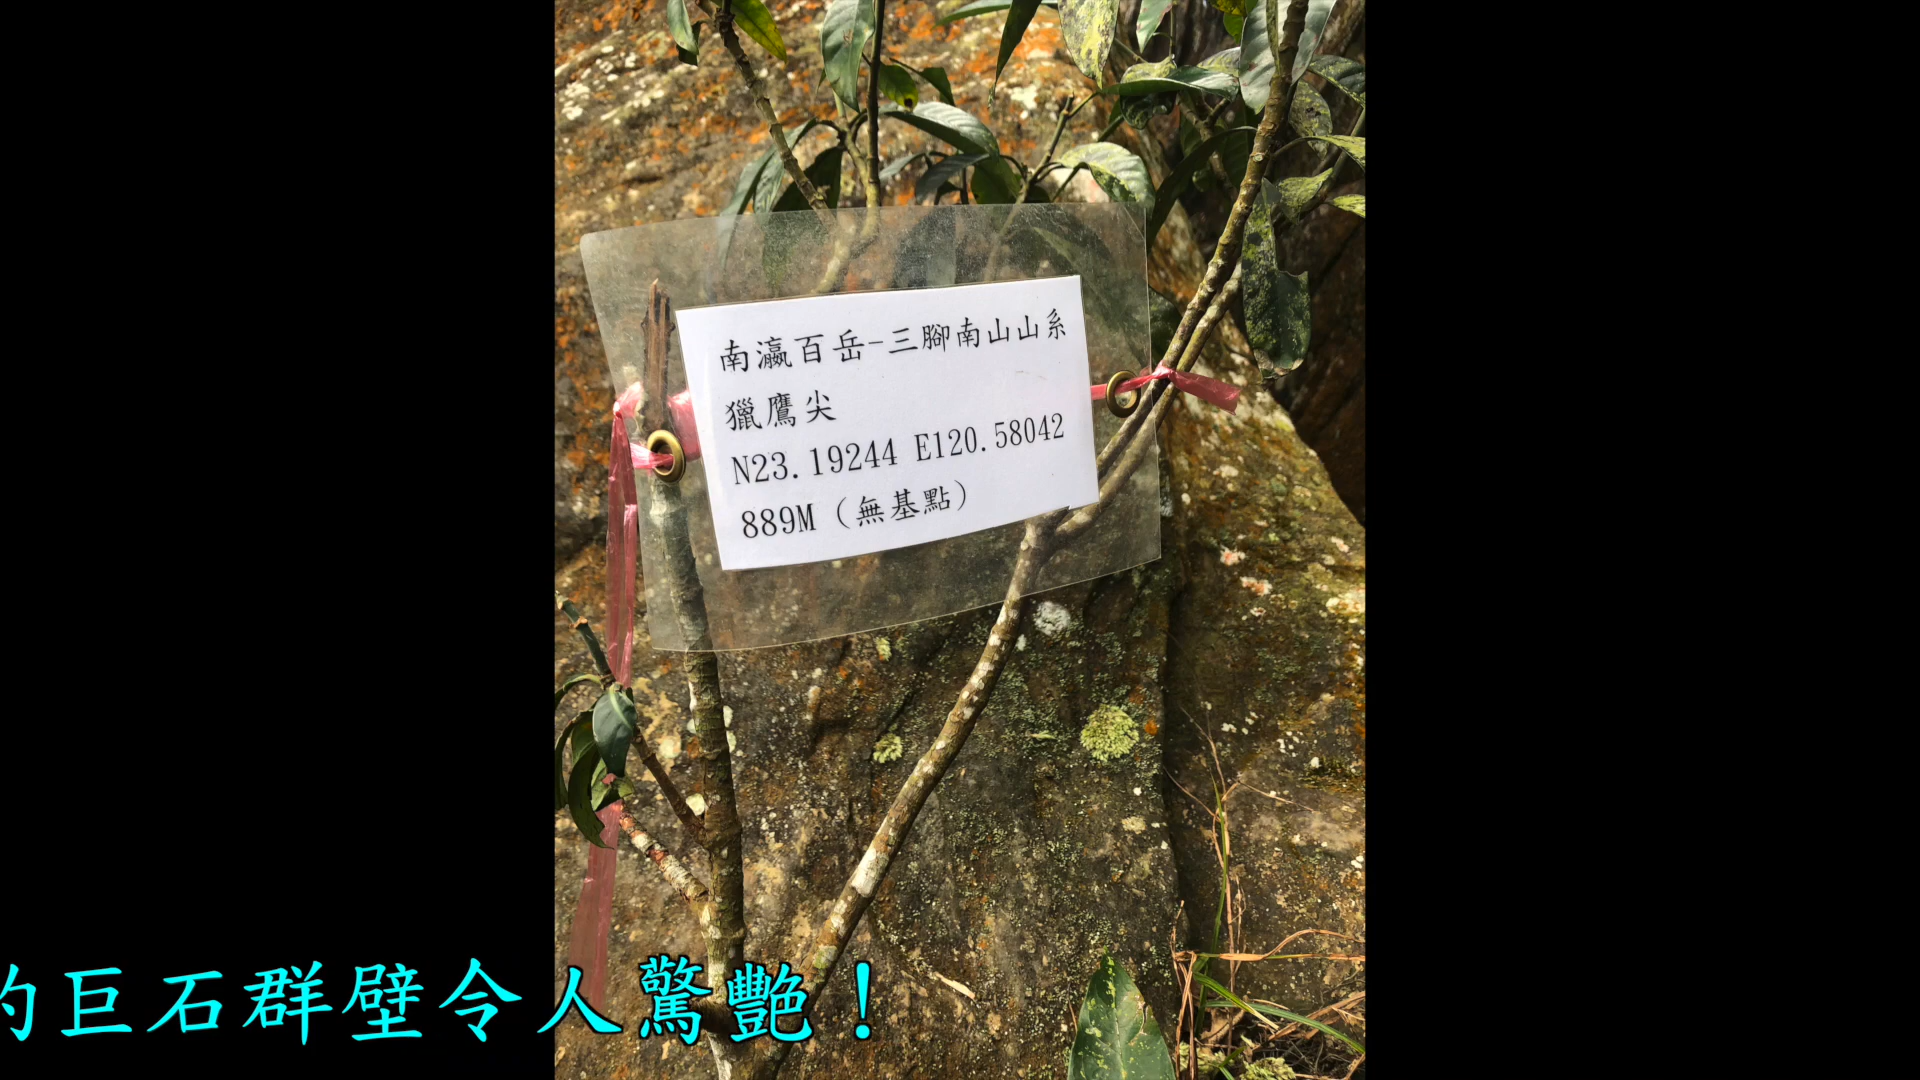 南瀛百岳-三腳南山山系
獵鷹尖
N23.19244 E120.58042
889M（無基點）
的巨石群壁令人驚艷！